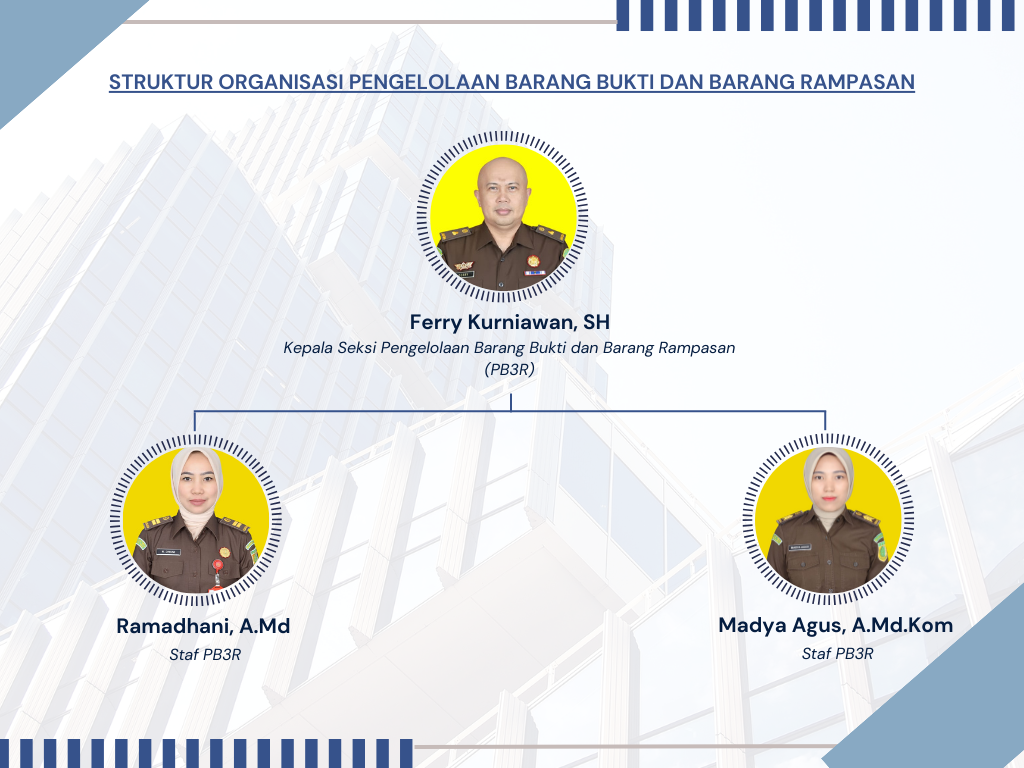 STRUKTUR ORGANISASI PENGELOLAAN BARANG BUKTI DAN BARANG RAMPASAN
Ferry Kurniawan, SH
Kepala Seksi Pengelolaan Barang Bukti dan Barang Rampasan
(PB3R)
Ramadhani, A.Md
Staf PB3R
Madya Agus, A.Md.Kom
Staf PB3R